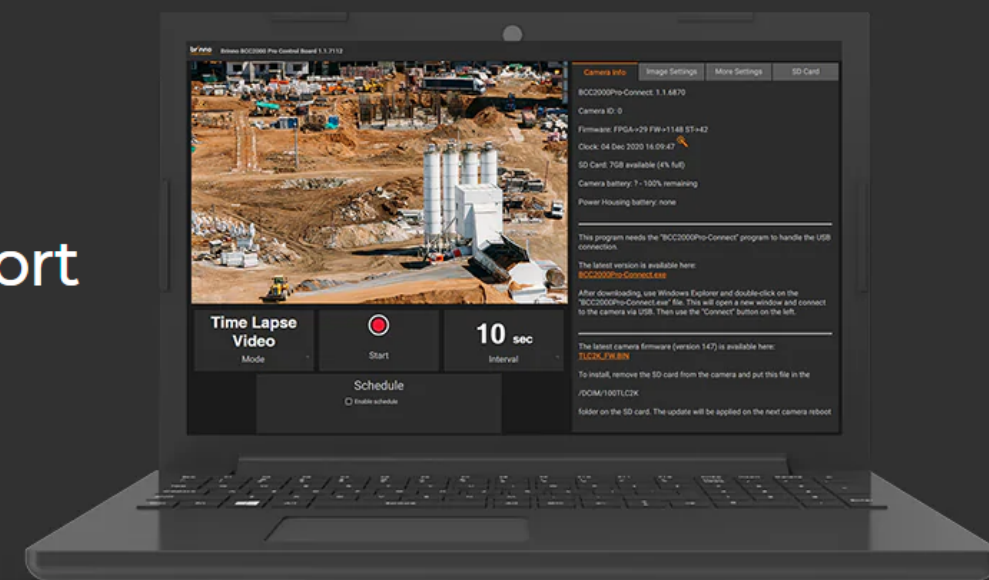 ort
brinno Brinno BCC2000 Pro Control Board 1.1.7112
Camera Info Image Settings More Settings SD Card
BCC2000Pro-Connect: 1.1.6870
Camera ID: 0
Firmware: FPGA->29 FW->114B ST->42
Clock: 04 Dec 2020 16:09:47
SD Card: 7GB available (4% full)
Camera battery: ? - 100% remaining
Power Housing battery: none
This program needs the "BCC2000Pro-Connect" program to handle the USB
connection.
The latest version is available here:
BCC2000Pro-Connect.exe
After downloading, use Windows Explorer and double-click on the
"BCC2000Pro-Connect.exe" file. This will open a new window and connect
to the camera via USB. Then use the "Connect" button on the left.
The latest camera firmware (version 147) is available here:
TLC2K_FW.BIN
To install, remove the SD card from the camera and put this file in the
/DCIM/100TLC2K
folder on the SD card. The update will be applied on the next camera reboot
Time Lapse
Video
Mode
Start
10 sec
Interval
Schedule
Enable schedule